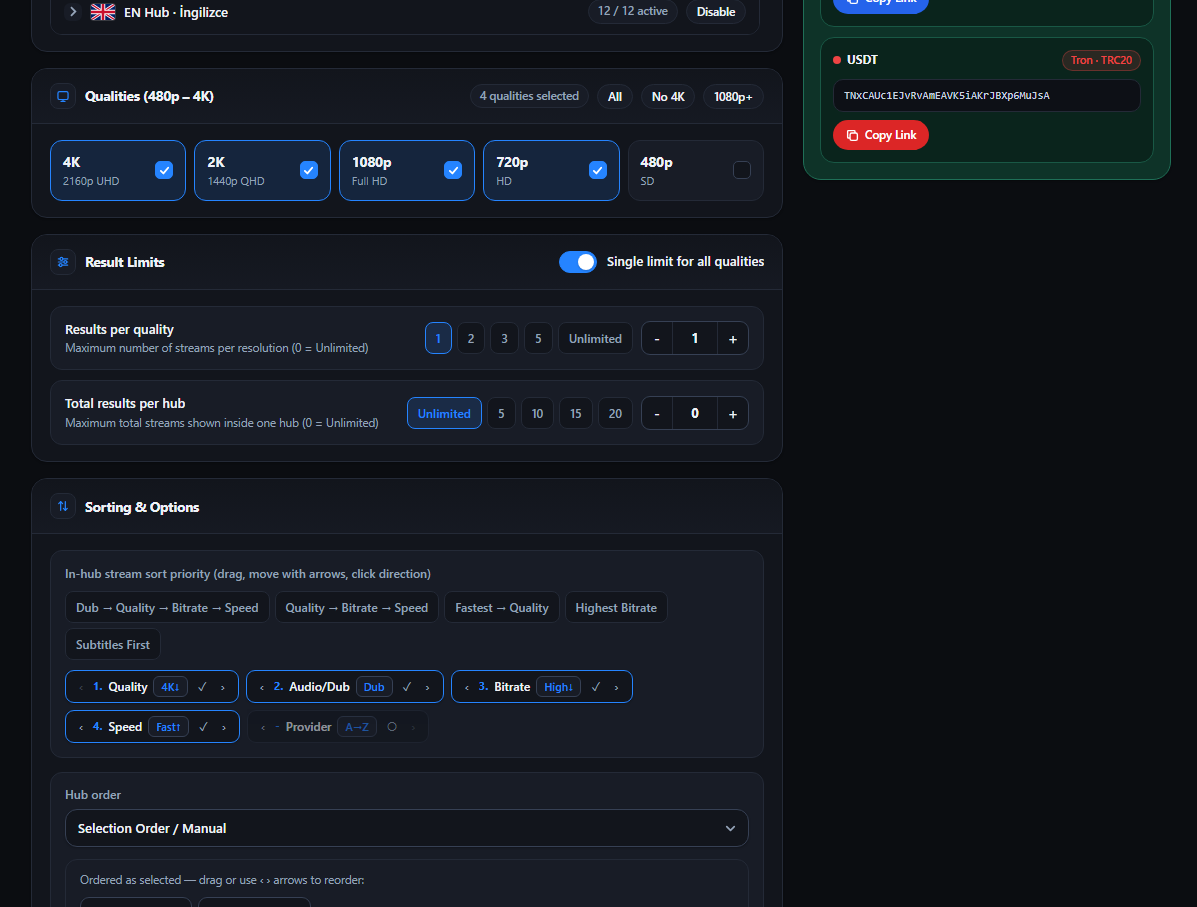 EN Hub · İngilizce
12 / 12 active
Disable
Qualities (480p – 4K)
4 qualities selected
All
No 4K
1080p+
4K
2160p UHD
2K
1440p QHD
1080p
Full HD
720p
HD
480p
SD
Result Limits
Single limit for all qualities
Results per quality
Maximum number of streams per resolution (0 = Unlimited)
1
2
3
5
Unlimited
- 1 +
Total results per hub
Maximum total streams shown inside one hub (0 = Unlimited)
Unlimited
5
10
15
20
- 0 +
Sorting & Options
In-hub stream sort priority (drag, move with arrows, click direction)
Dub → Quality → Bitrate → Speed
Quality → Bitrate → Speed
Fastest → Quality
Highest Bitrate
Subtitles First
‹ 1. Quality 4K↓ ✓ ›
‹ 2. Audio/Dub Dub ✓ ›
‹ 3. Bitrate High↓ ✓ ›
‹ 4. Speed Fast↑ ✓ ›
‹ - Provider A→Z ○ ›
Hub order
Selection Order / Manual
Ordered as selected — drag or use ‹ › arrows to reorder:
Copy Link
USDT
Tron · TRC20
TNxCAUc1EJvRvAmEAVK5iAKrJBXp6MuJsA
Copy Link